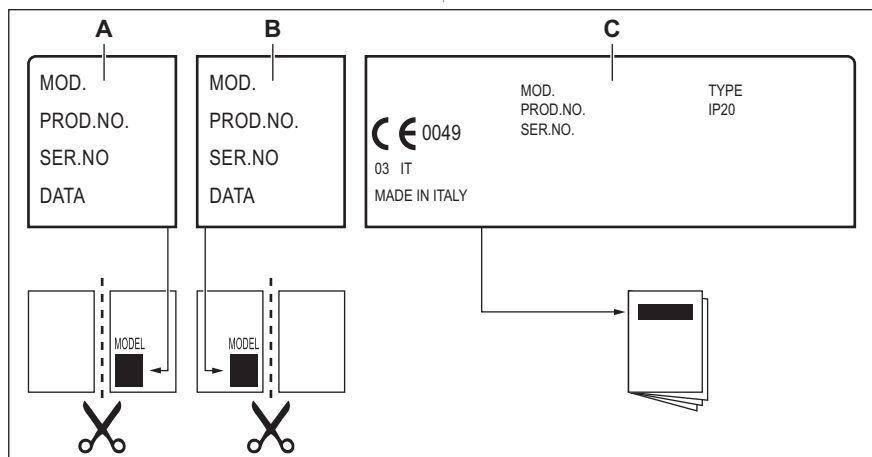 A
B
C
MOD.
PROD.NO.
SER.NO
DATA
MOD.
PROD.NO.
SER.NO
DATA
CE 0049
03 IT
MADE IN ITALY
MOD.
PROD.NO.
SER.NO.
TYPE
IP20
MODEL
MODEL